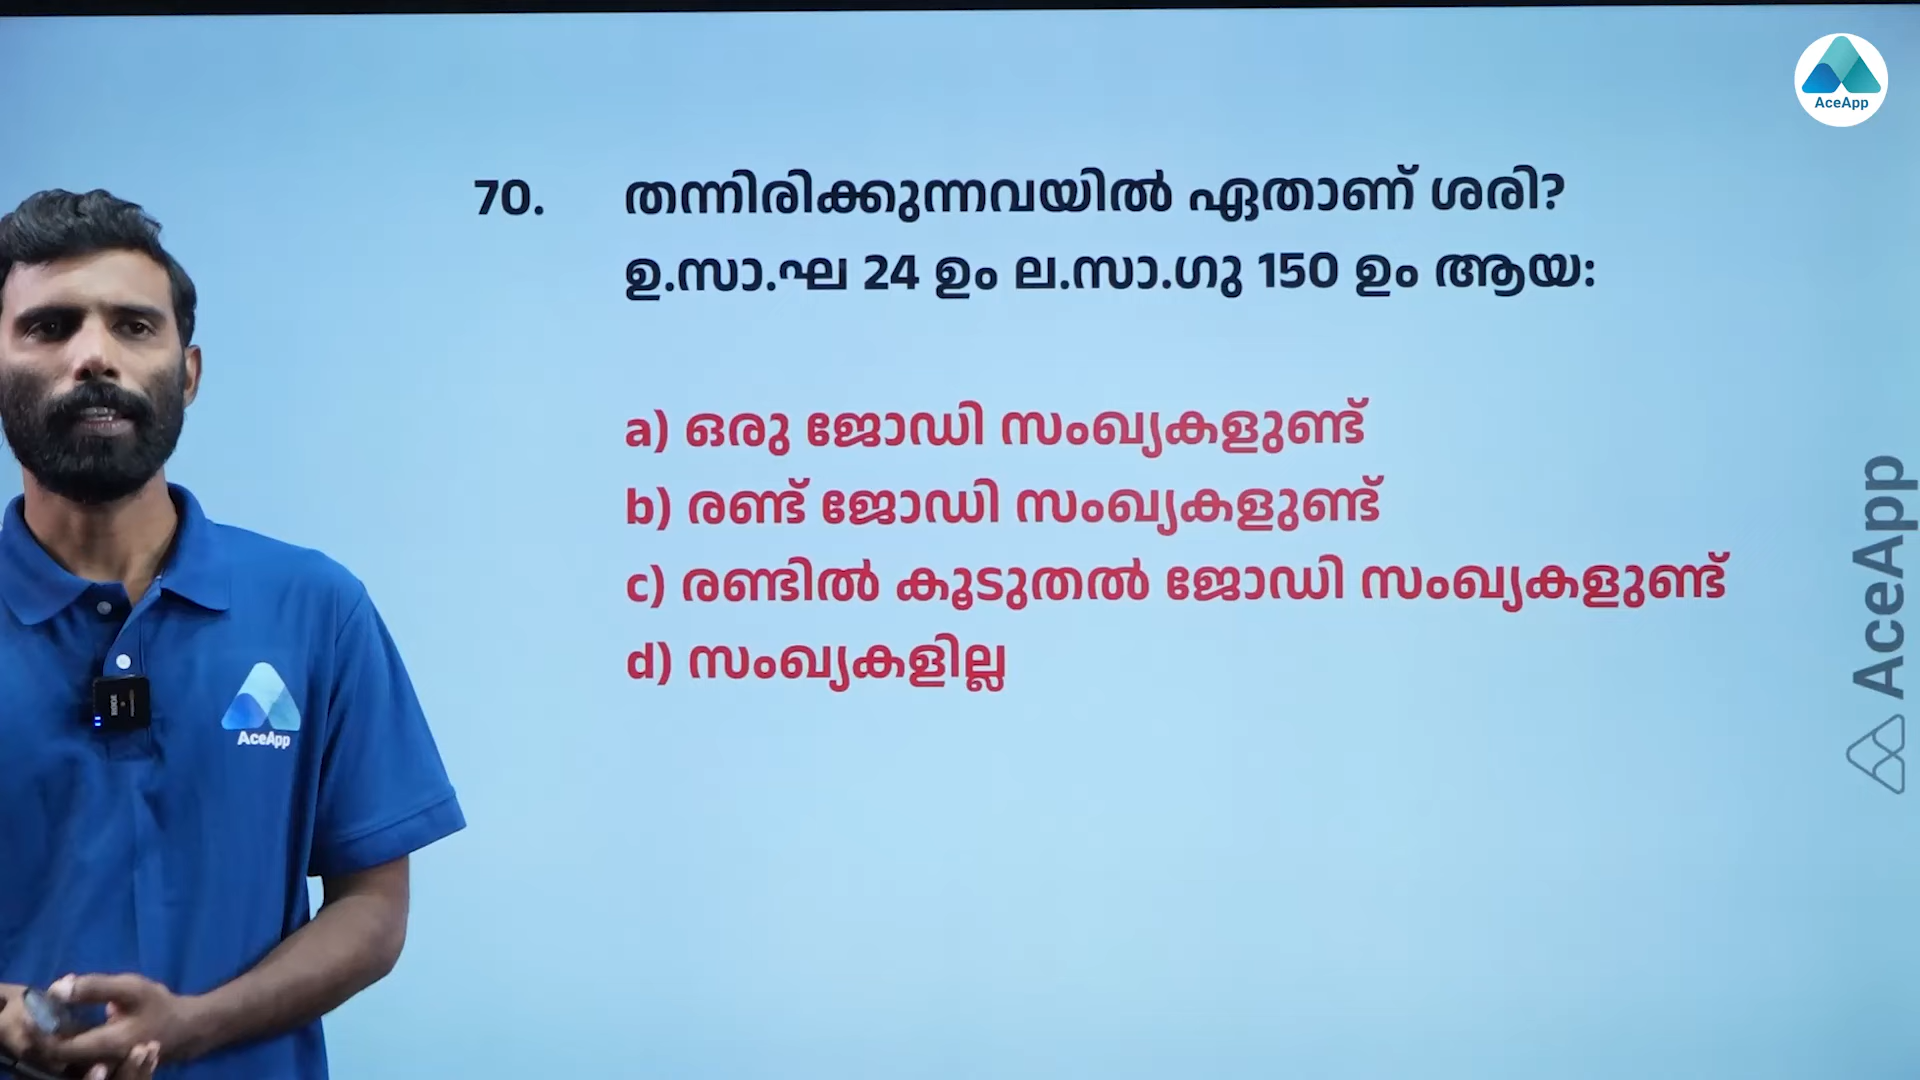 AceApp
70. തന്നിരിക്കുന്നവയിൽ ഏതാണ് ശരി?
ഉ.സാ.ഘ 24 ഉം ല.സാ.ഗു 150 ഉം ആയ:
a) ഒരു ജോഡി സംഖ്യകളുണ്ട്
b) രണ്ട് ജോഡി സംഖ്യകളുണ്ട്
c) രണ്ടിൽ കൂടുതൽ ജോഡി സംഖ്യകളുണ്ട്
d) സംഖ്യകളില്ല
AceApp
AceApp